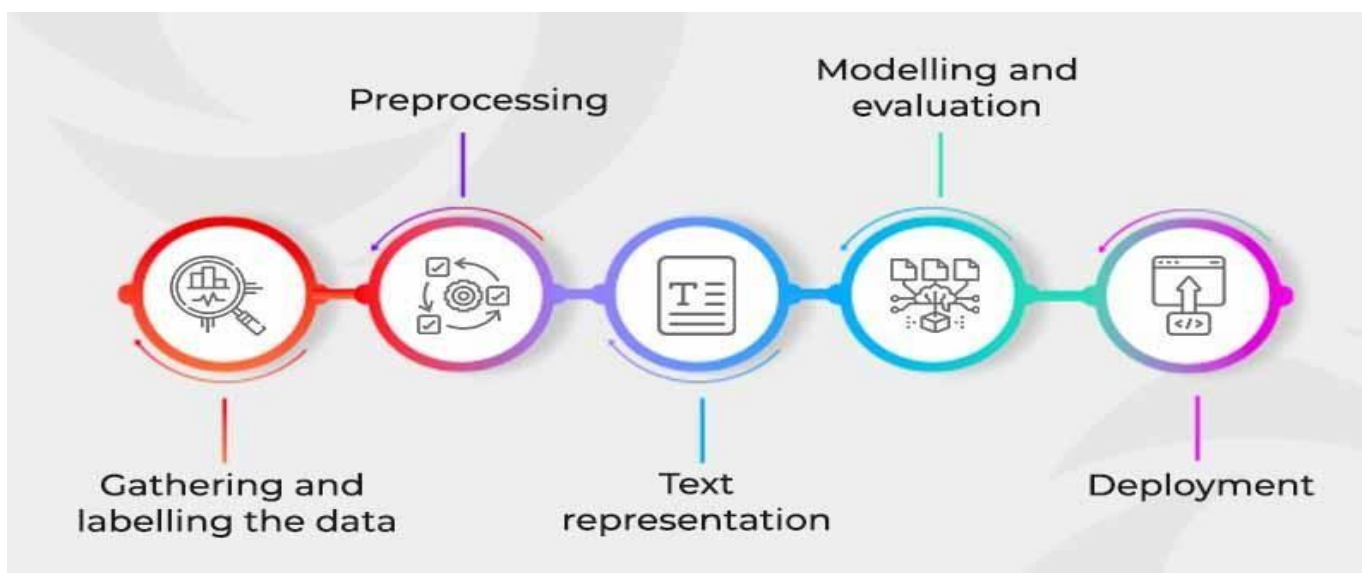 Gathering and
labelling the data
Preprocessing
Text
representation
Modelling and
evaluation
Deployment
T
</>